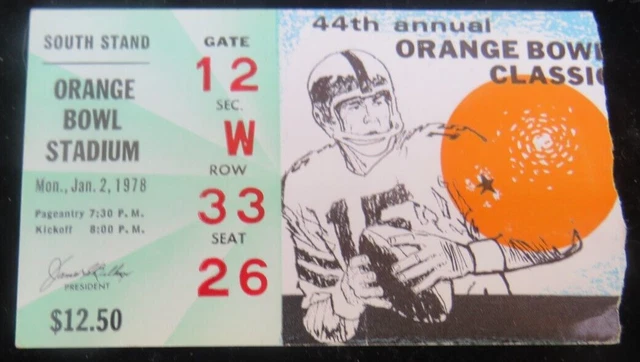 SOUTH STAND
ORANGE
BOWL
STADIUM
Mon., Jan. 2, 1978
Pageantry 7:30 P. M.
Kickoff 8:00 P. M.
PRESIDENT
$12.50
GATE
12
SEC.
W
ROW
33
SEAT
26
44th annual
ORANGE BOWL
CLASSIC
15